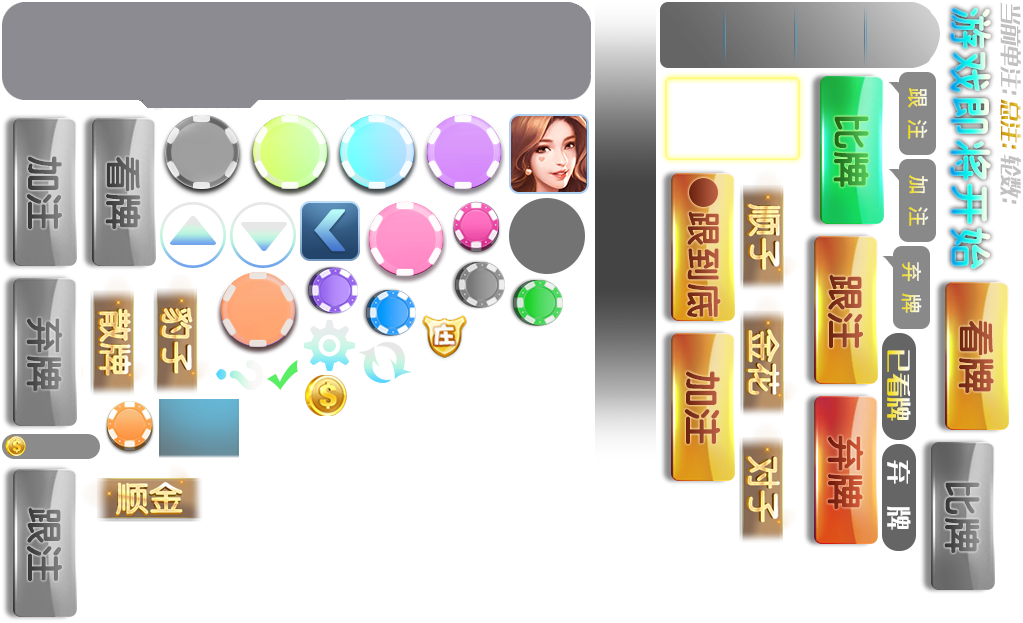 当前单注:
总注:
轮数:
游戏即将开始
跟注
加注
弃牌
已看牌
弃牌
比牌
跟注
弃牌
看牌
比牌
跟到底
加注
顺子
金花
对子
加注
看牌
弃牌
散牌
豹子
跟注
顺金
庄
$
$